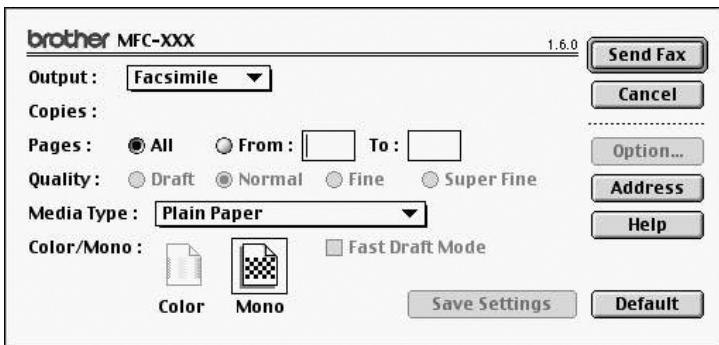 brother MFC-XXX 1.6.0
Send Fax
Output : Facsimile
Cancel
Copies :
Pages : All From : To :
Option...
Quality : Draft Normal Fine Super Fine
Address
Media Type : Plain Paper
Help
Color/Mono : Fast Draft Mode
Color Mono
Save Settings Default